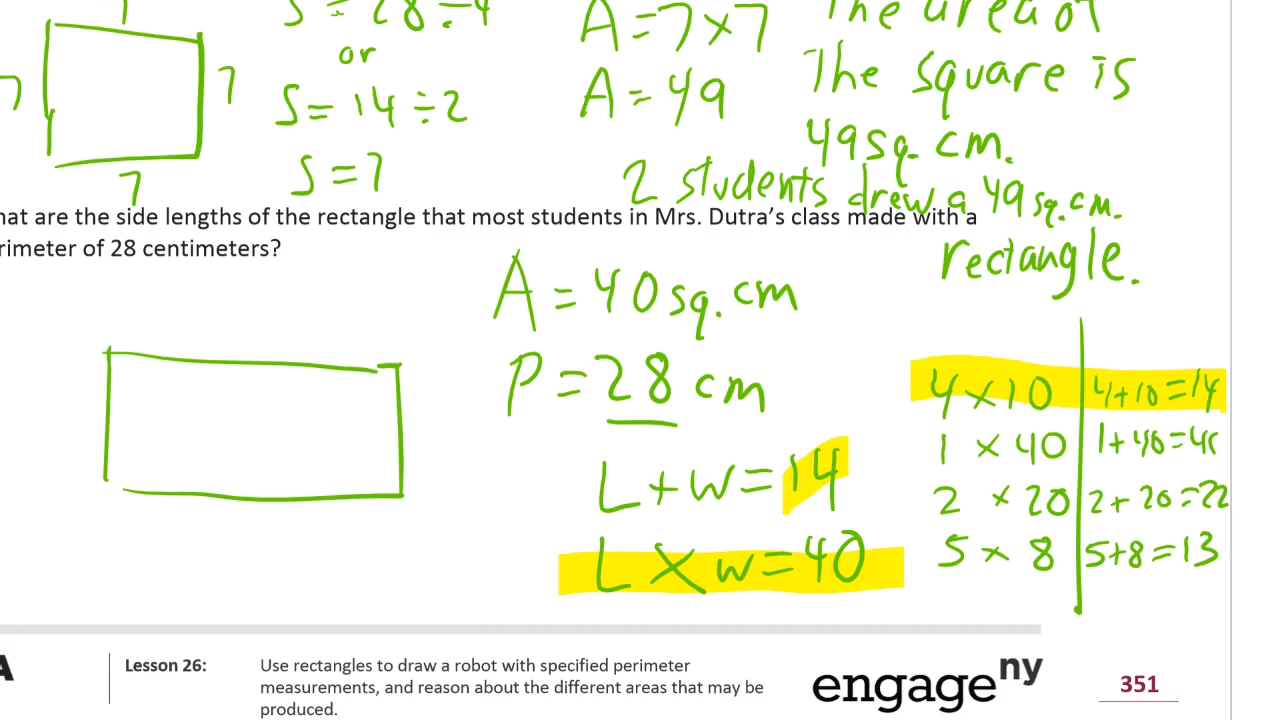 7
S = 28 ÷ 4
or
7
7
S = 14 ÷ 2
7
S = 7
A = 7 × 7
A = 49
The area of
The square is
49 sq. cm.
2 students drew a 49 sq. cm.
rectangle.
hat are the side lengths of the rectangle that most students in Mrs. Dutra’s class made with a
rimeter of 28 centimeters?
A = 40 sq. cm
P = 28 cm
L + W = 14
L × W = 40
4 × 10 4+10=14
1 × 40 1+40=4
2 × 20 2+20=22
5 × 8 5+8=13
A
Lesson 26:
Use rectangles to draw a robot with specified perimeter
measurements, and reason about the different areas that may be
produced.
engage ny
351